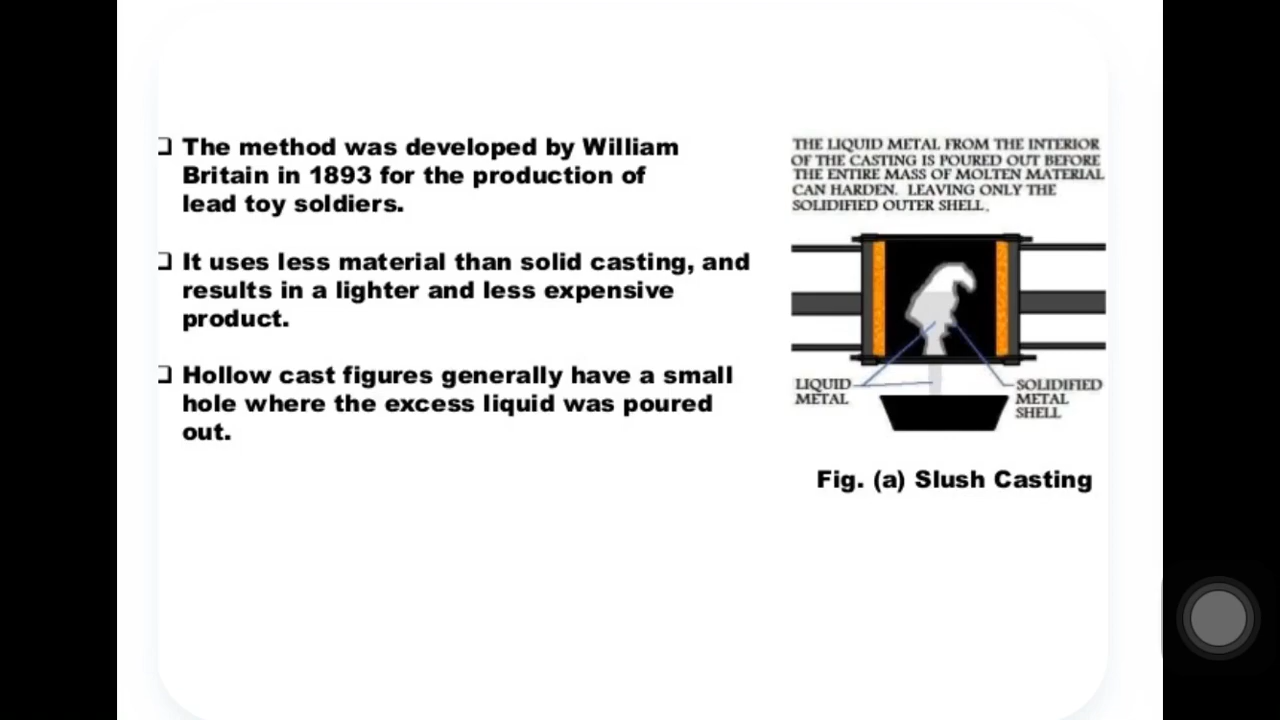 ❑ The method was developed by William
Britain in 1893 for the production of
lead toy soldiers.
❑ It uses less material than solid casting, and
results in a lighter and less expensive
product.
❑ Hollow cast figures generally have a small
hole where the excess liquid was poured
out.
THE LIQUID METAL FROM THE INTERIOR
OF THE CASTING IS POURED OUT BEFORE
THE ENTIRE MASS OF MOLTEN MATERIAL
CAN HARDEN. LEAVING ONLY THE
SOLIDIFIED OUTER SHELL.
LIQUID
METAL
SOLIDIFIED
METAL
SHELL
Fig. (a) Slush Casting